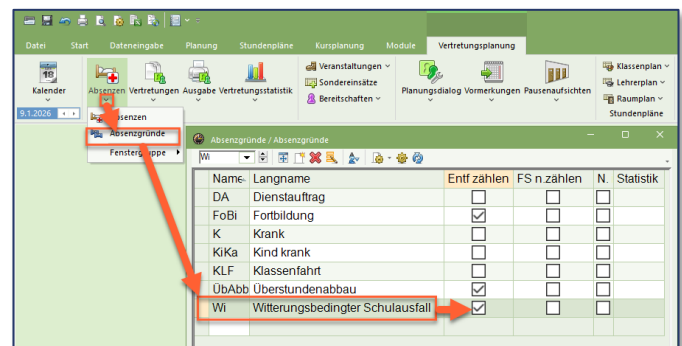 Datei Start Dateneingabe Planung Stundenpläne Kursplanung Module Vertretungsplanung
18
Kalender
Absenzen Vertretungen Ausgabe Vertretungsstatistik
Veranstaltungen
Sondereinsätze
Bereitschaften
Planungsdialog Vormerkungen Pausenaufsichten
Klassenplan
Lehrerplan
Raumplan
Stundenpläne
9.1.2026
Absenzen
Absenzgründe
Fenstergruppe
Absenzgründe / Absenzgründe
Wi
Name Langname Entf zählen FS n.zählen N. Statistik
DA Dienstauftrag
FoBi Fortbildung
K Krank
KiKa Kind krank
KLF Klassenfahrt
ÜbAbb Überstundenabbau
Wi Witterungsbedingter Schulausfall